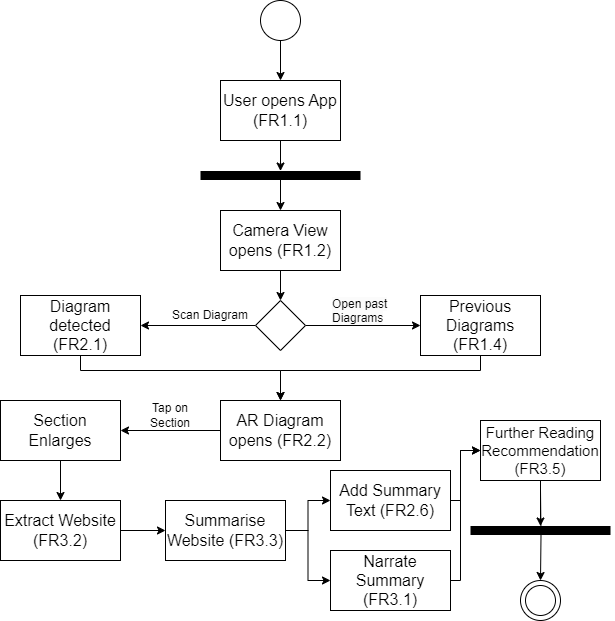 User opens App
(FR1.1)
Camera View
opens (FR1.2)
Diagram
detected
(FR2.1)
Scan Diagram
Open past
Diagrams
Previous
Diagrams
(FR1.4)
Section
Enlarges
Tap on
Section
AR Diagram
opens (FR2.2)
Further Reading
Recommendation
(FR3.5)
Extract Website
(FR3.2)
Summarise
Website (FR3.3)
Add Summary
Text (FR2.6)
Narrate
Summary
(FR3.1)